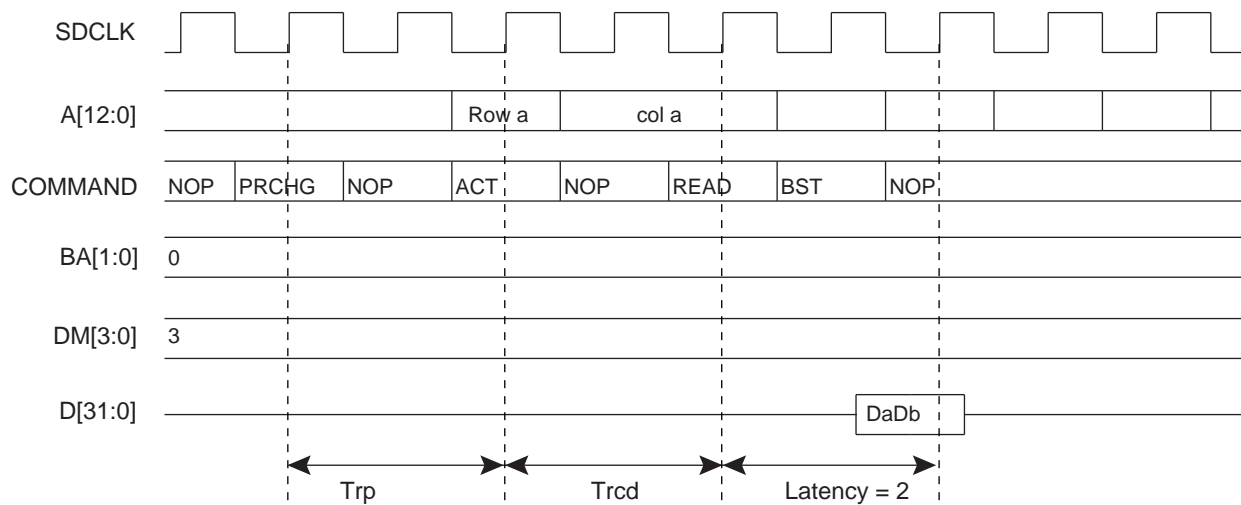 SDCLK
A[12:0] Row a col a
COMMAND NOP PRCHG NOP ACT NOP READ BST NOP
BA[1:0] 0
DM[3:0] 3
D[31:0] DaDb
Trp Trcd Latency = 2